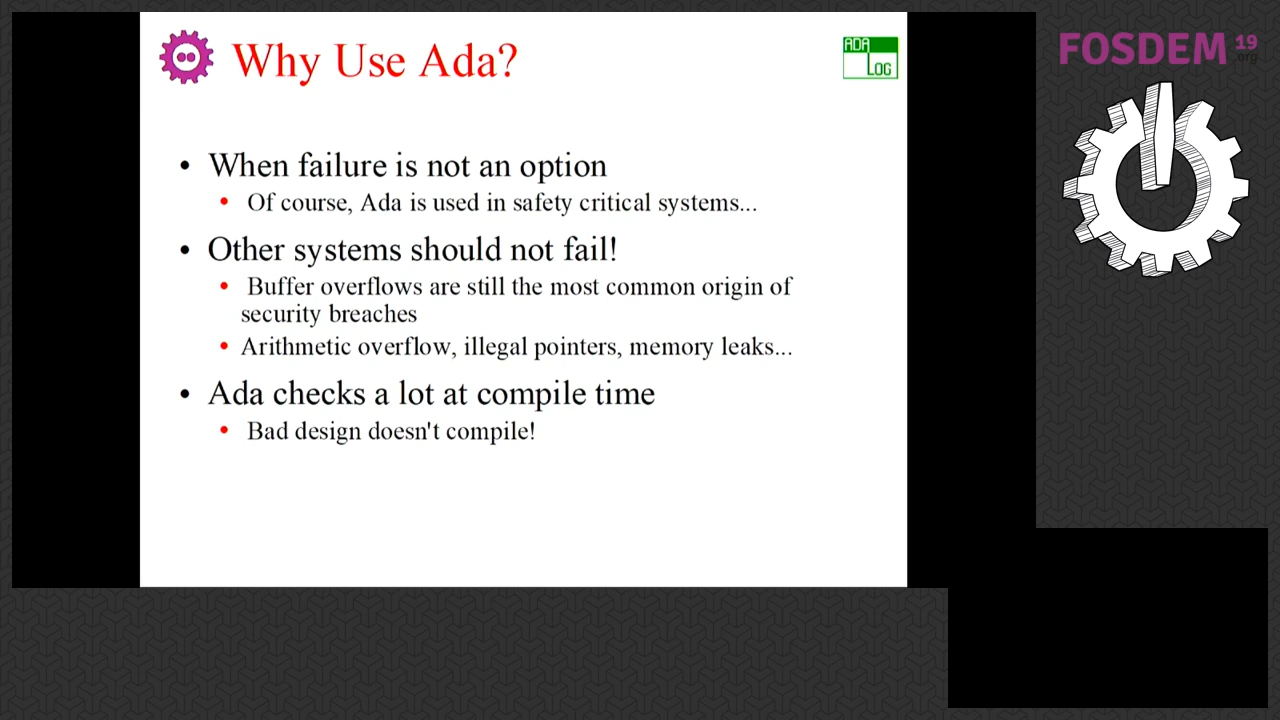 Why Use Ada?
ADA
LOG
• When failure is not an option
• Of course, Ada is used in safety critical systems...
• Other systems should not fail!
• Buffer overflows are still the most common origin of
security breaches
• Arithmetic overflow, illegal pointers, memory leaks...
• Ada checks a lot at compile time
• Bad design doesn't compile!
FOSDEM 19
.org